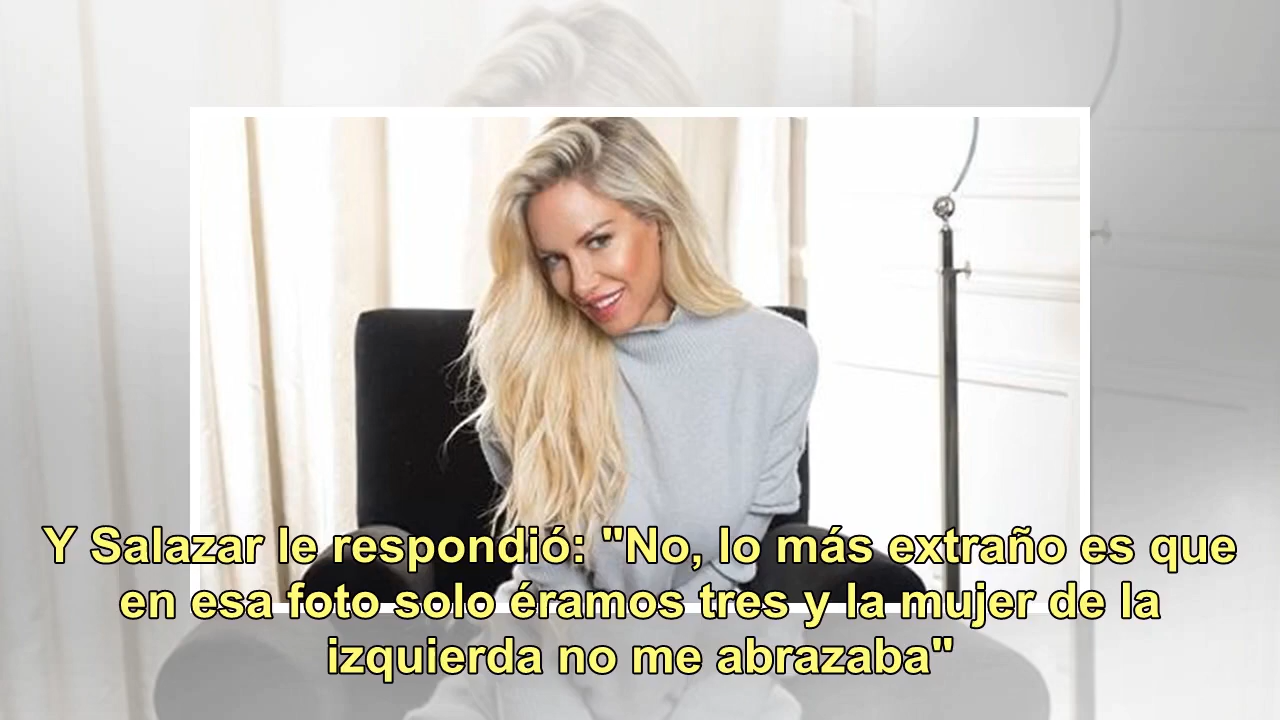 Y Salazar le respondió: "No, lo más extraño es que
en esa foto solo éramos tres y la mujer de la
izquierda no me abrazaba"